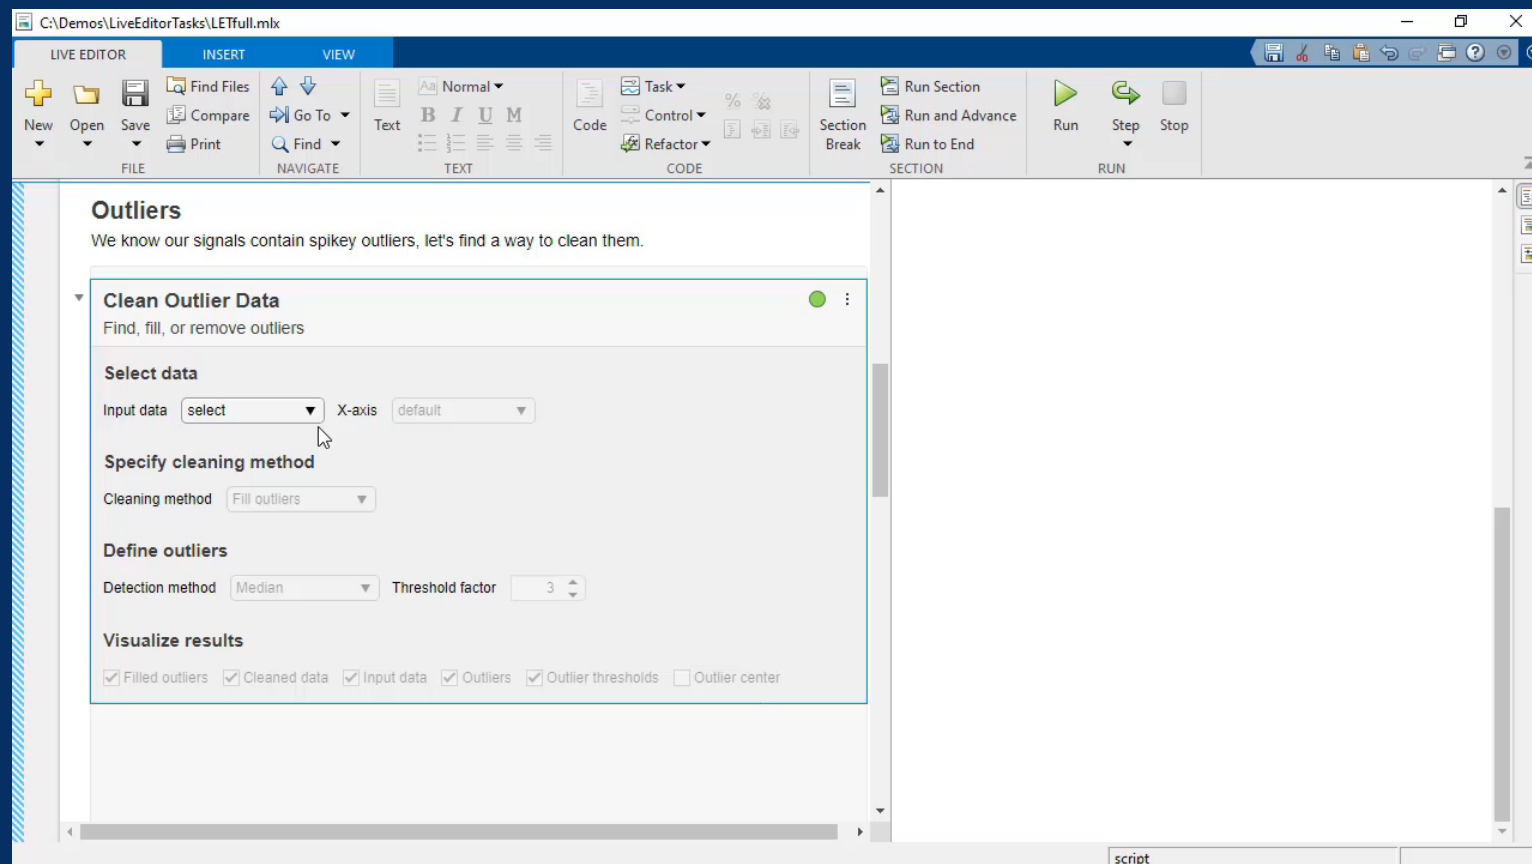 C:\Demos\LiveEditorTasks\LETfull.mlx
LIVE EDITOR INSERT VIEW
New Open Save Find Files Compare Print
FILE
Go To Find
NAVIGATE
Text Aa Normal B I U M
TEXT
Code Task Control Refactor
CODE
Section Break Run Section Run and Advance Run to End
SECTION
Run Step Stop
RUN
Outliers
We know our signals contain spikey outliers, let's find a way to clean them.
Clean Outlier Data
Find, fill, or remove outliers
Select data
Input data select X-axis default
Specify cleaning method
Cleaning method Fill outliers
Define outliers
Detection method Median Threshold factor 3
Visualize results
Filled outliers Cleaned data Input data Outliers Outlier thresholds Outlier center
script